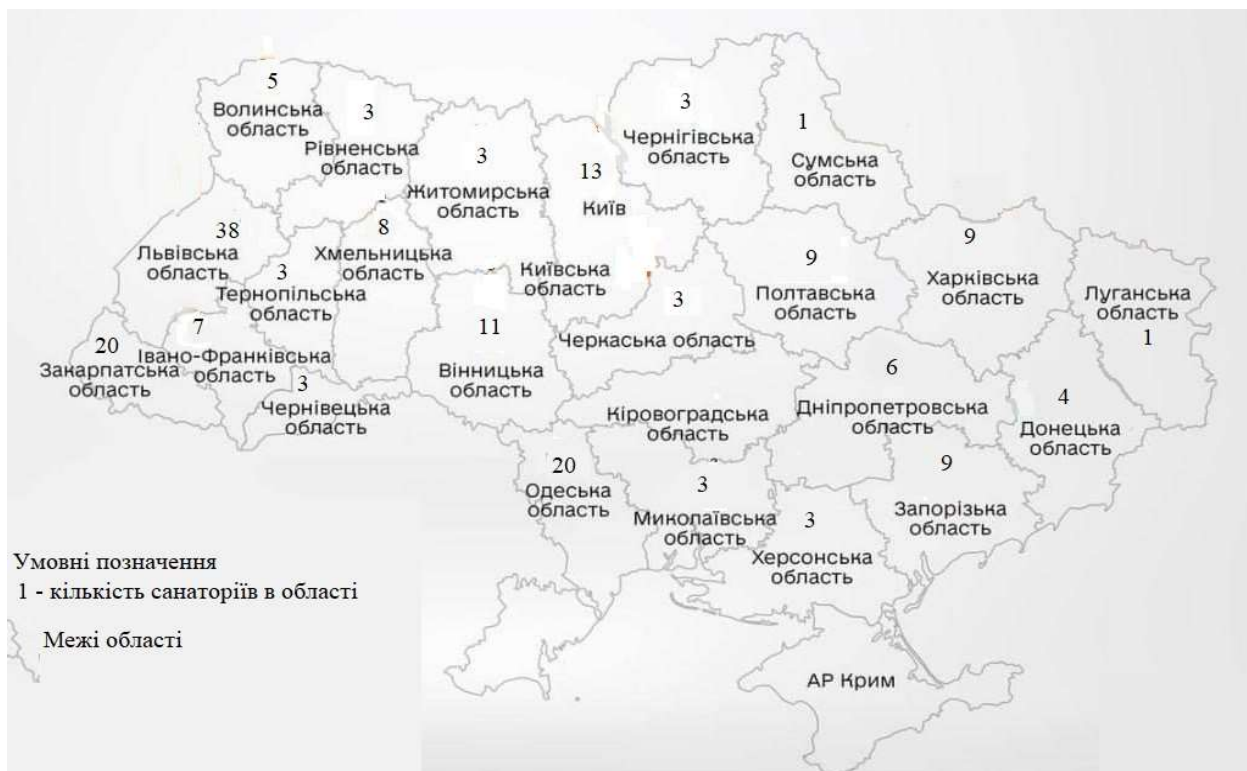 5
Волинська
область
3
Рівненська
область
3
Житомирська
область
13
Київ
Київська
область
3
Чернігівська
область
1
Сумська
область
38
Львівська
область
3
Тернопільська
область
8
Хмельницька
область
9
Полтавська
область
9
Харківська
область
Луганська
область
1
20
Закарпатська
область
7
Івано-Франківська
область
3
Чернівецька
область
11
Вінницька
область
3
Черкаська область
Кіровоградська
область
6
Дніпропетровська
область
4
Донецька
область
20
Одеська
область
3
Миколаївська
область
3
Херсонська
область
9
Запорізька
область
АР Крим
Умовні позначення
1 - кількість санаторіїв в області
Межі області